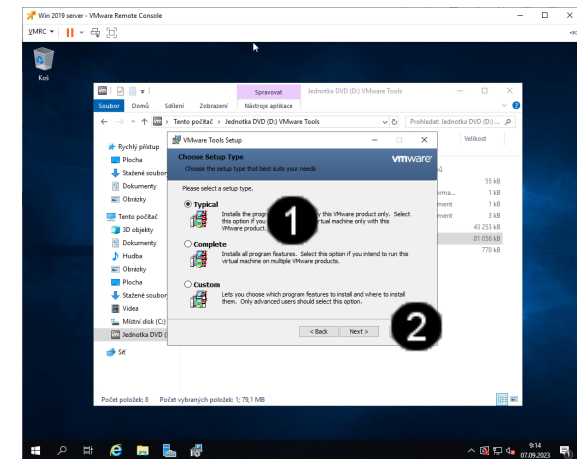 Win 2019 server - VMware Remote Console
VMRC
Koš
Spravovat
Jednotka DVD (D:) VMware Tools
Soubor Domů Sdílení Zobrazení Nástroje aplikace
Tento počítač > Jednotka DVD (D:) VMware Tools
Prohledat: Jednotka DVD (D:) ...
VMware Tools Setup
Velikost
Rychlý přístup
Plocha
Stažené soubor
Dokumenty
Obrázky
Tento počítač
3D objekty
Dokumenty
Hudba
Obrázky
Plocha
Stažené soubor
Videa
Místní disk (C:)
Jednotka DVD (
Síť
Choose Setup Type
Choose the setup type that best suits your needs
vmware
Please select a setup type.
Typical
Installs the prog
y this VMware product only. Select
this option if you
rtual machine only with this
VMware product.
1
Complete
Installs all program features. Select this option if you intend to run this
virtual machine on multiple VMware products.
Custom
Lets you choose which program features to install and where to install
them. Only advanced users should select this option.
< Back Next >
2
ů
55 kB
orma... 1 kB
ment 1 kB
ment 3 kB
43 253 kB
81 056 kB
770 kB
Počet položek: 8 Počet vybraných položek: 1; 79,1 MB
9:14
07.09.2023